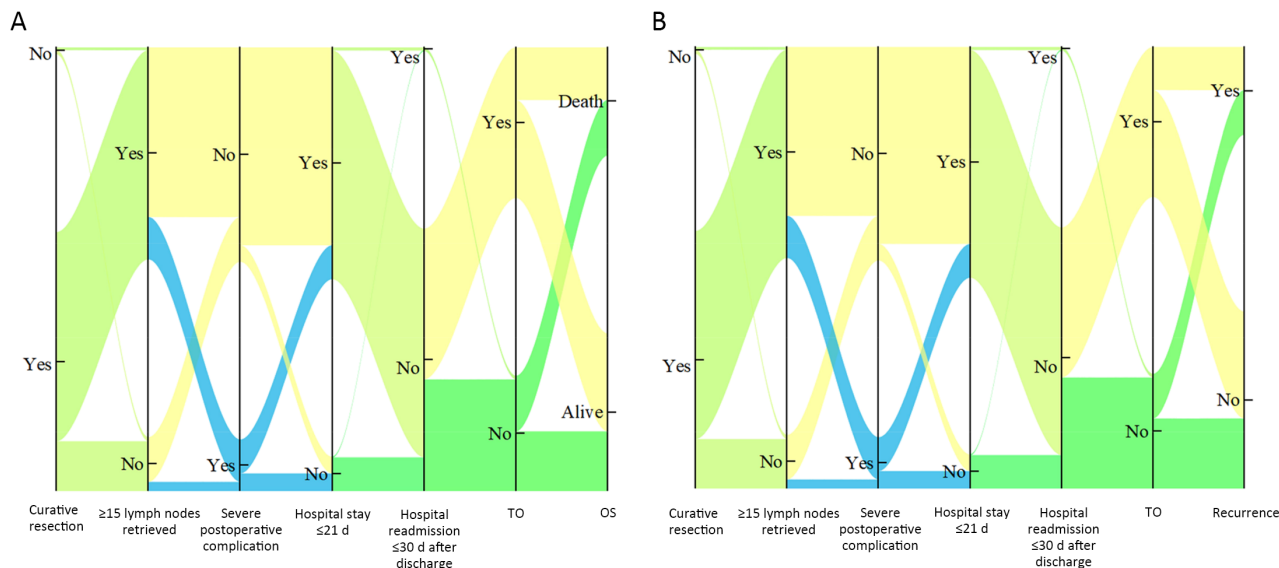 A
No
Yes
Yes
No
No
Yes
Yes
No
Yes
No
Yes
No
Death
Alive
Curative
resection
≥15 lymph nodes
retrieved
Severe
postoperative
complication
Hospital stay
≤21 d
Hospital
readmission
≤30 d after
discharge
TO
OS
B
No
Yes
Yes
No
No
Yes
Yes
No
Yes
No
Yes
No
Yes
No
Curative
resection
≥15 lymph nodes
retrieved
Severe
postoperative
complication
Hospital stay
≤21 d
Hospital
readmission
≤30 d after
discharge
TO
Recurrence